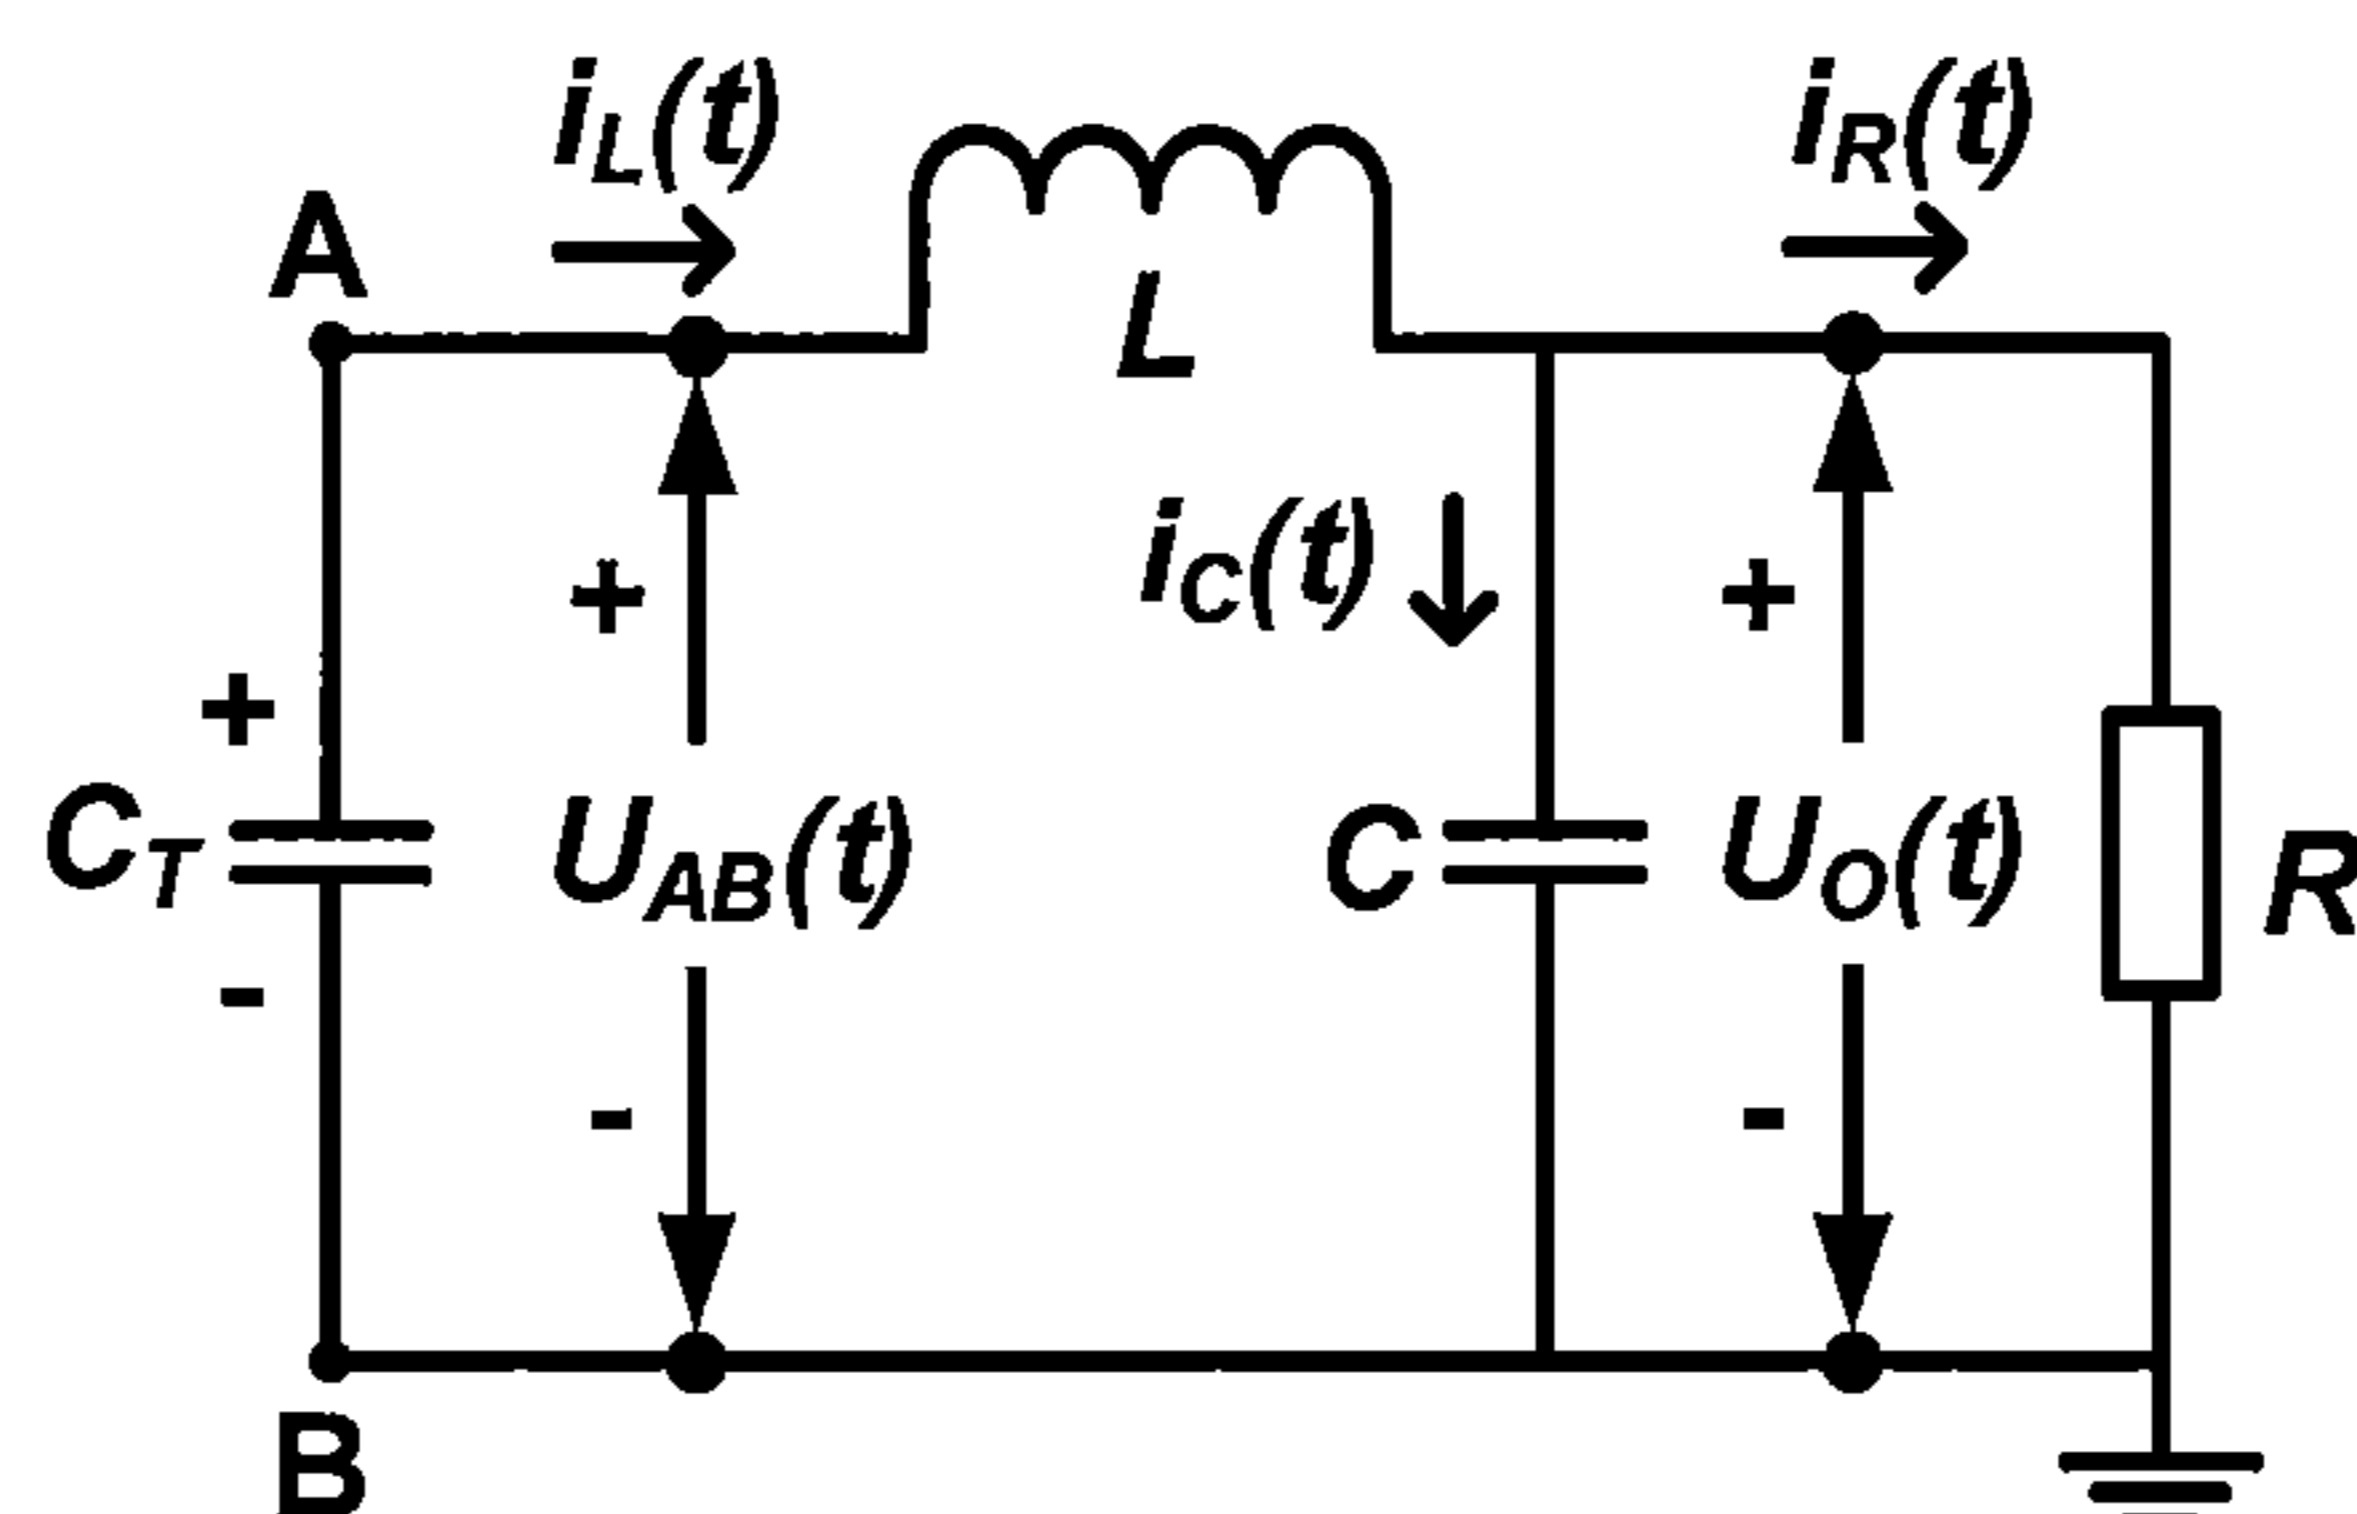 iL(t)
iR(t)
A
L
iC(t)
+
+
+
CT
UAB(t)
C
UO(t)
R
-
-
-
B